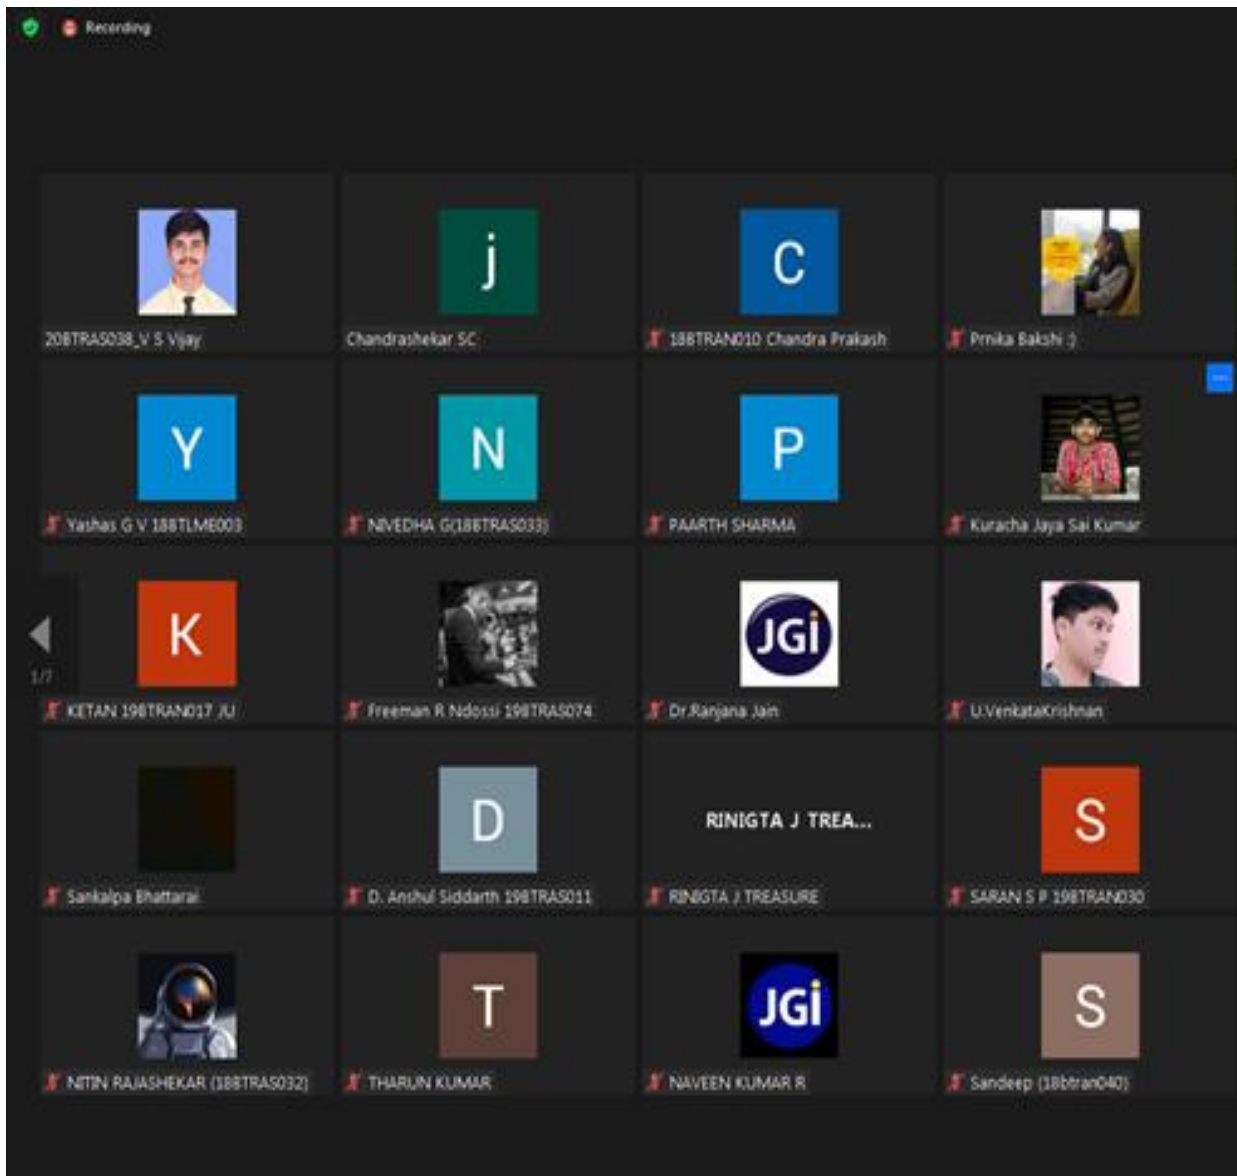 Recording
j
C
208TRAS038_V S Vijay
Chandrashekar SC
18BTRAN010 Chandra Prakash
Prnika Bakshi :)
Y
N
P
Yashas G V 18BTLME003
NIVEDHA G(18BTRAS033)
PAARTH SHARMA
Kuracha Jaya Sai Kumar
K
JGi
1/7
KETAN 19BTRAN017 JU
Freeman R Ndossi 19BTRAS074
Dr.Ranjana Jain
U.VenkataKrishnan
D
RINIGTA J TREA...
S
Sankalpa Bhattarai
D. Anshul Siddarth 19BTRAS011
RINIGTA J TREASURE
SARAN S P 19BTRAN030
T
JGi
S
NITIN RAJASHEKAR (18BTRAS032)
THARUN KUMAR
NAVEEN KUMAR R
Sandeep (18btran040)